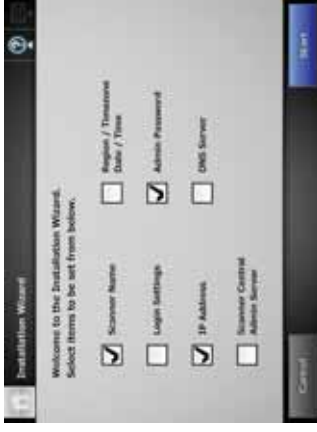 Installation Wizard
?
Welcome to the Installation Wizard.
Select items to be set from below.
Scanner Name
Region / Timezone
Date / Time
Login Settings
Admin Password
IP Address
DNS Server
Scanner Central
Admin Server
Cancel
Start